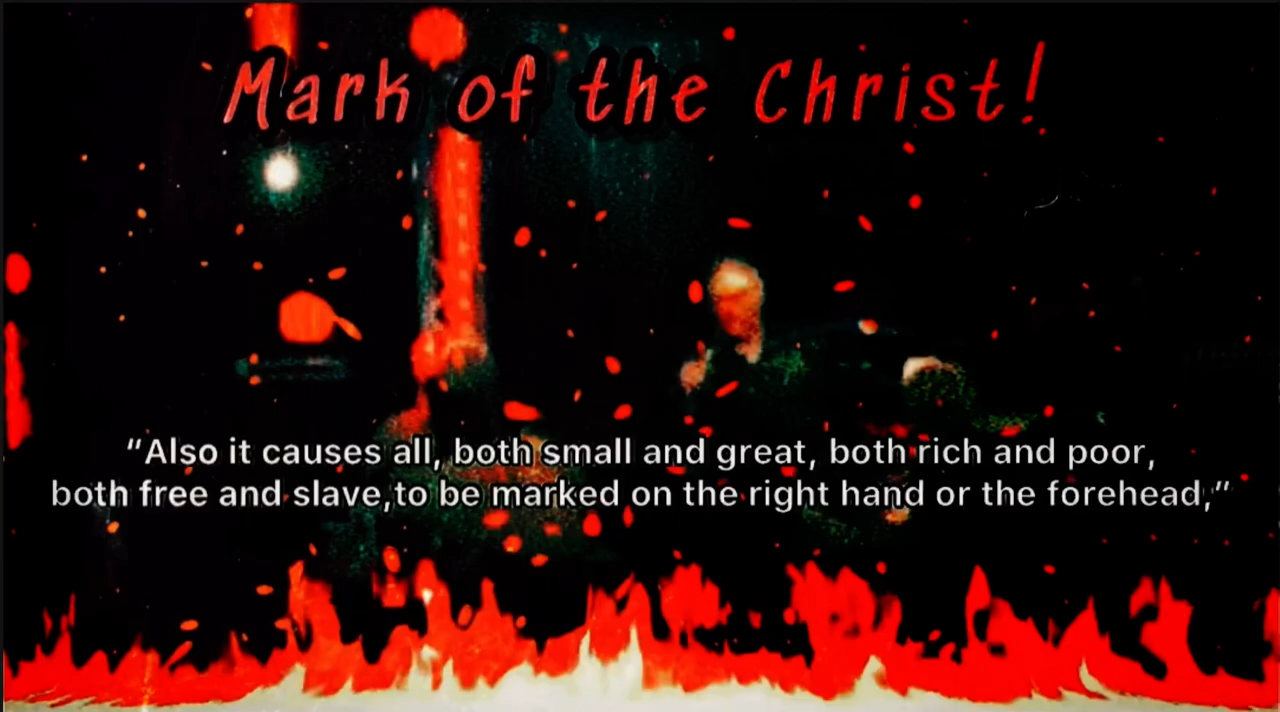 Mark of the Christ!
“Also it causes all, both small and great, both rich and poor,
both free and slave,to be marked on the right hand or the forehead,”